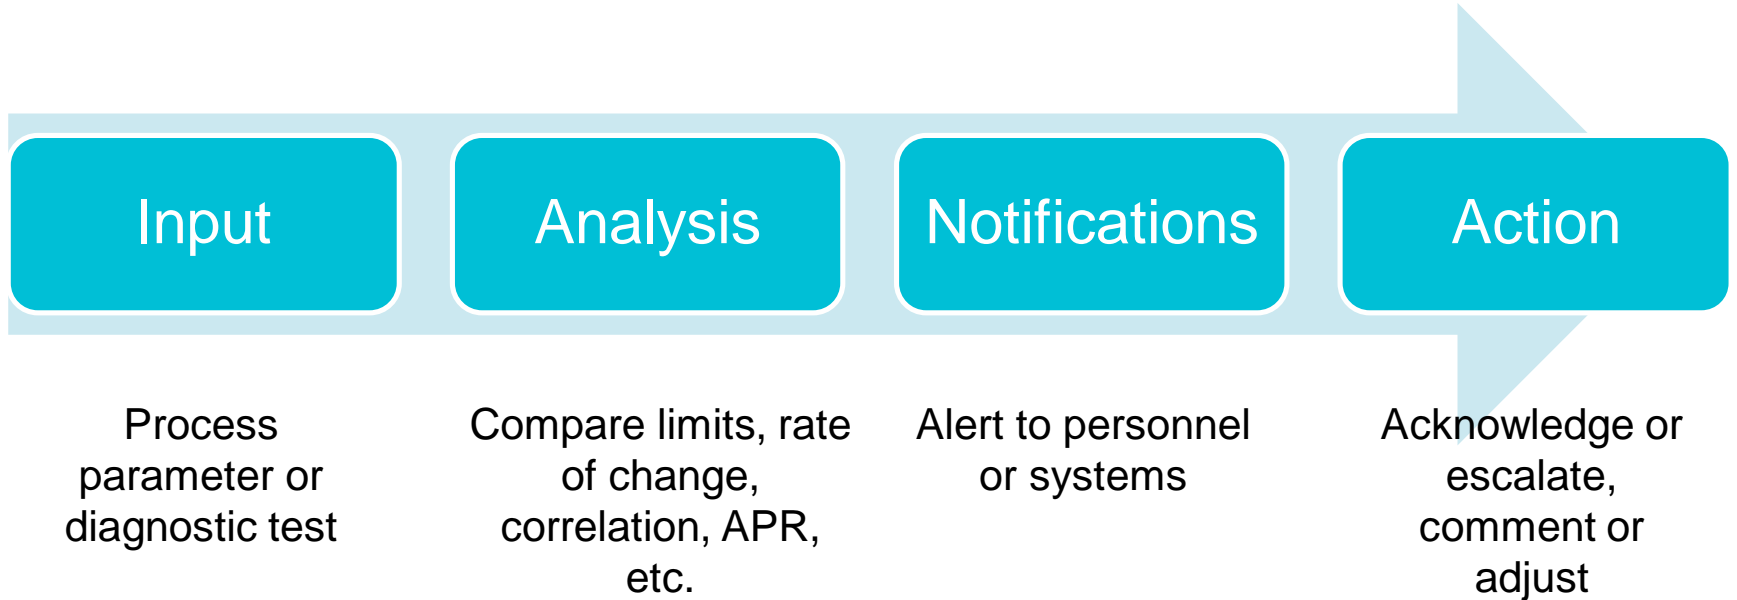 Input
Analysis
Notifications
Action
Process
parameter or
diagnostic test
Compare limits, rate
of change,
correlation, APR,
etc.
Alert to personnel
or systems
Acknowledge or
escalate,
comment or
adjust